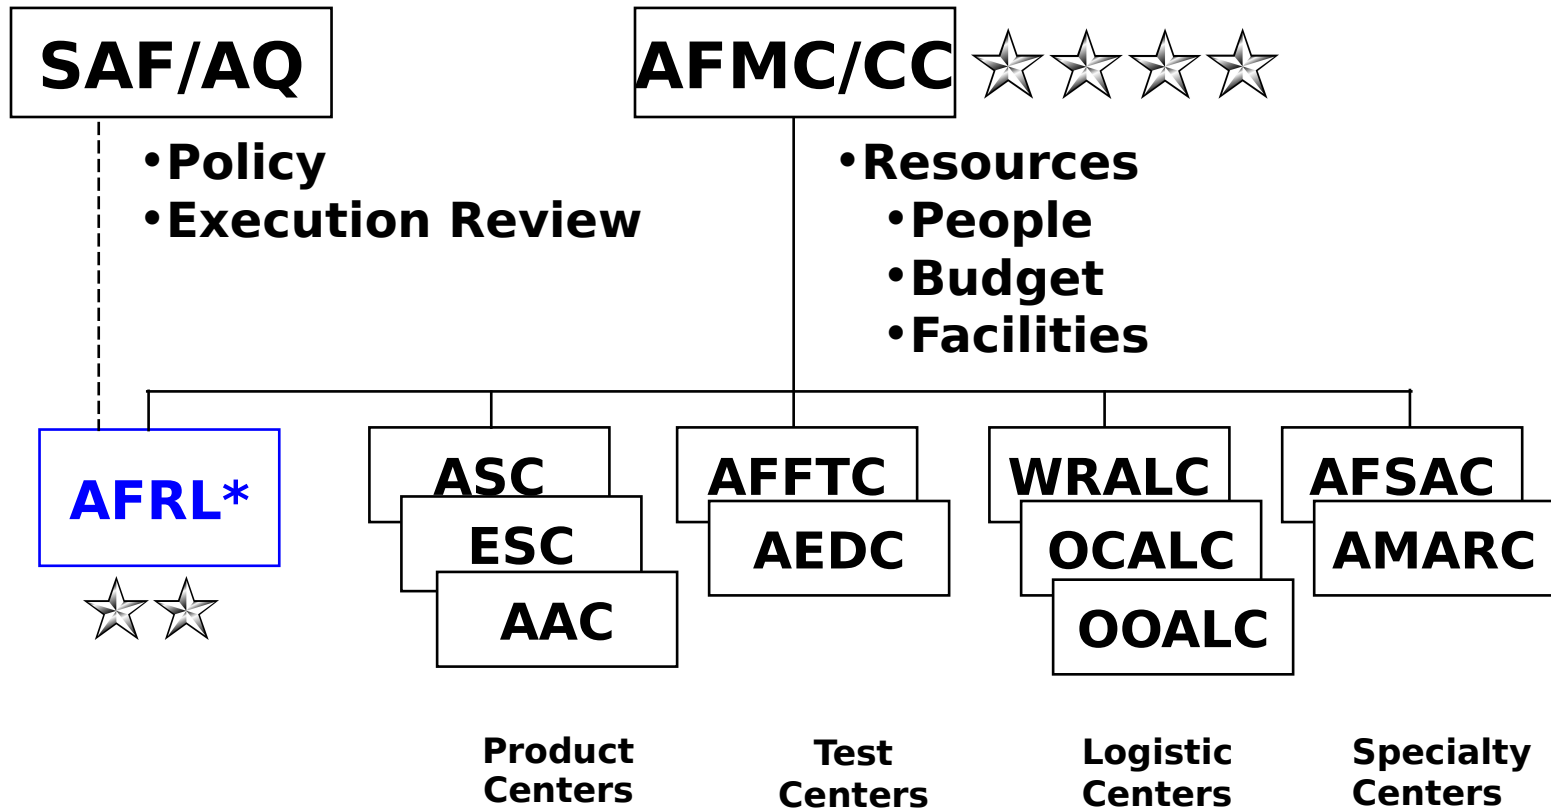 SAF/AQ
AFMC/CC
•Policy
•Execution Review
•Resources
•People
•Budget
•Facilities
AFRL*
ASC
ESC
AAC
AFFTC
AEDC
WRALC
OCALC
OOALC
AFSAC
AMARC
Product
Centers
Test
Centers
Logistic
Centers
Specialty
Centers